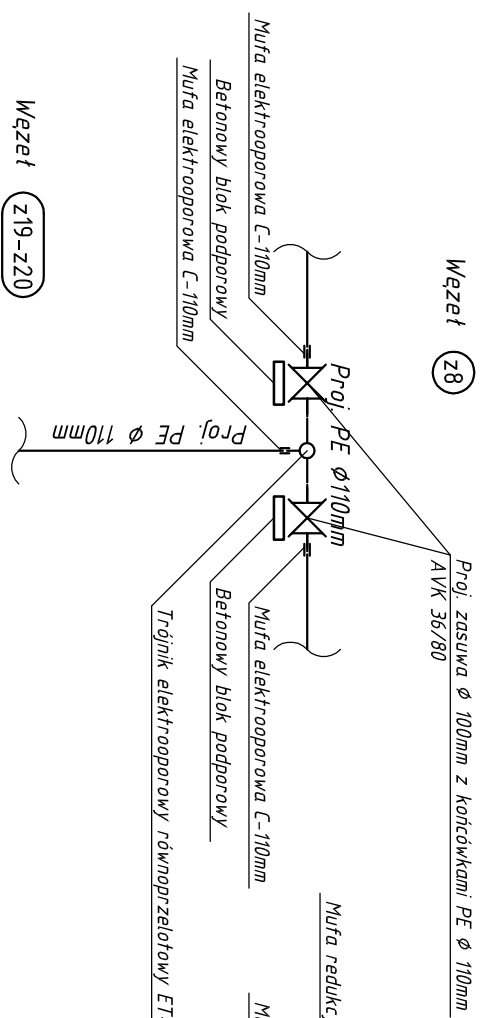 Węzeł z8
Proj. zasuwa Ø 100mm z końcówkami PE Ø 110mm
AVK 36/80
Mufa elektrooporowa C-110mm
Betonowy blok podporowy
Mufa elektrooporowa C-110mm
Proj. PE Ø110mm
Proj. PE Ø 110mm
Mufa elektrooporowa C-110mm
Betonowy blok podporowy
Trójnik elektrooporowy równoprzelotowy ET-
Mufa redukc
Węzeł z19-z20